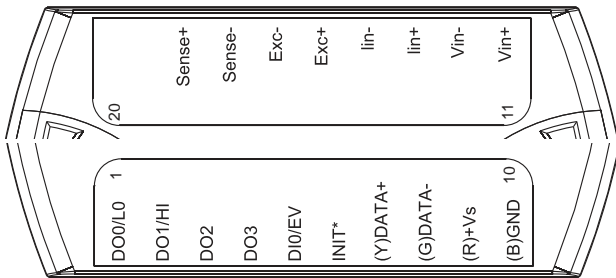 Sense+
Sense-
Exc-
Exc+
Iin-
Iin+
Vin-
Vin+
20
11
1
10
DO0/L0
DO1/HI
DO2
DO3
DI0/EV
INIT*
(Y)DATA+
(G)DATA-
(R)+Vs
(B)GND